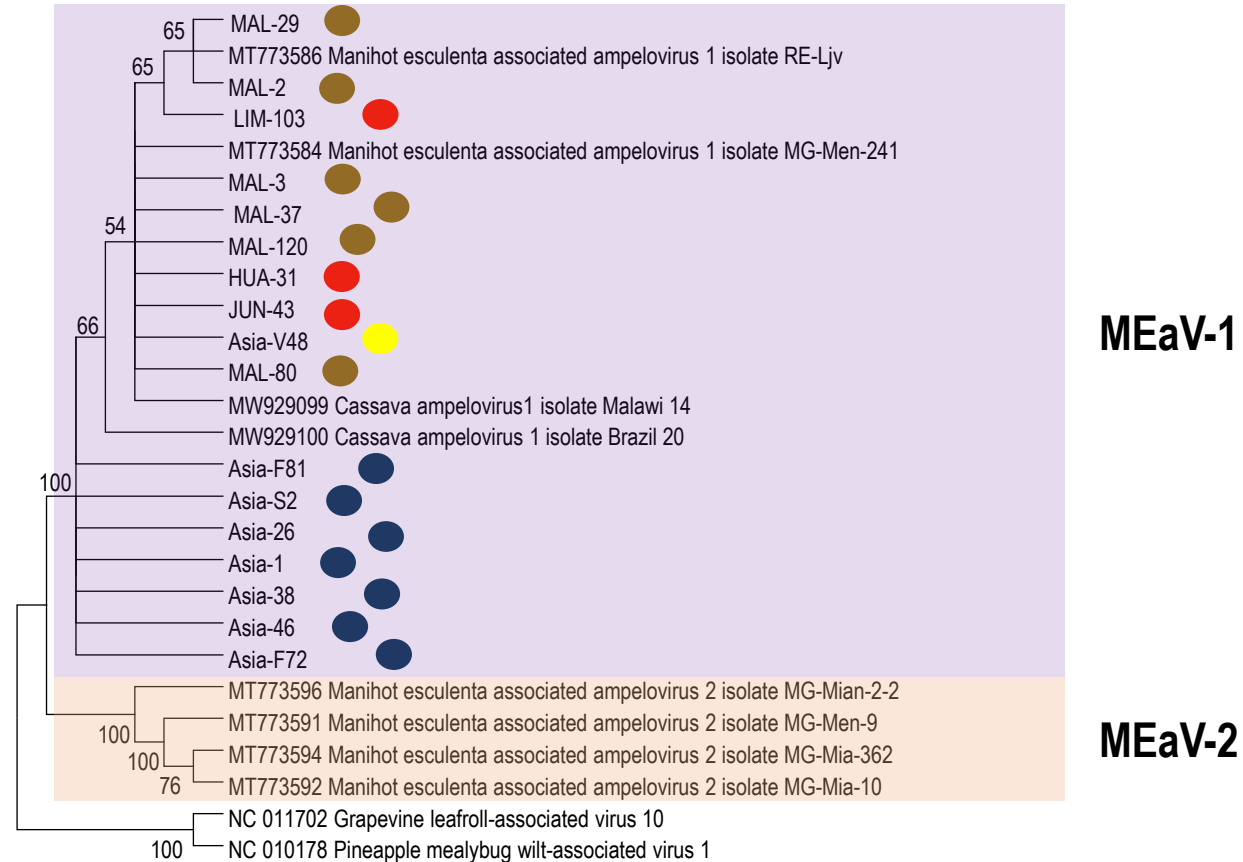 65
MAL-29
MT773586 Manihot esculenta associated ampelovirus 1 isolate RE-Ljv
65
MAL-2
LIM-103
MT773584 Manihot esculenta associated ampelovirus 1 isolate MG-Men-241
MAL-3
MAL-37
54
MAL-120
HUA-31
JUN-43
66
Asia-V48
MEaV-1
MAL-80
MW929099 Cassava ampelovirus1 isolate Malawi 14
MW929100 Cassava ampelovirus 1 isolate Brazil 20
Asia-F81
100
Asia-S2
Asia-26
Asia-1
Asia-38
Asia-46
Asia-F72
MT773596 Manihot esculenta associated ampelovirus 2 isolate MG-Mian-2-2
MT773591 Manihot esculenta associated ampelovirus 2 isolate MG-Men-9
100
MEaV-2
MT773594 Manihot esculenta associated ampelovirus 2 isolate MG-Mia-362
100
MT773592 Manihot esculenta associated ampelovirus 2 isolate MG-Mia-10
76
NC 011702 Grapevine leafroll-associated virus 10
NC 010178 Pineapple mealybug wilt-associated virus 1
100